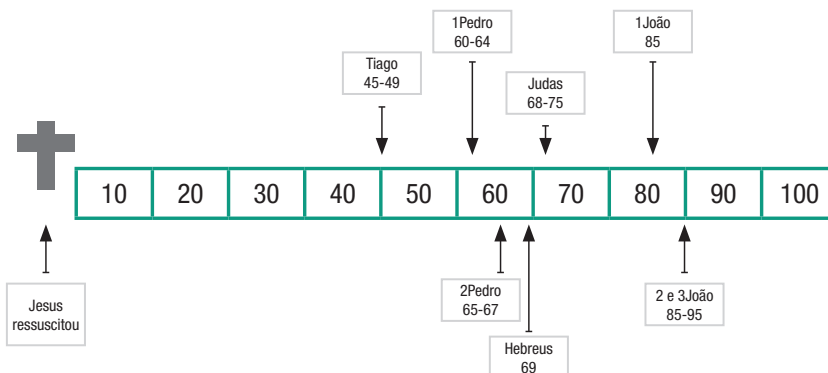 1Pedro
60-64
1João
85
Tiago
45-49
Judas
68-75
10 20 30 40 50 60 70 80 90 100
Jesus
ressuscitou
2Pedro
65-67
2 e 3João
85-95
Hebreus
69